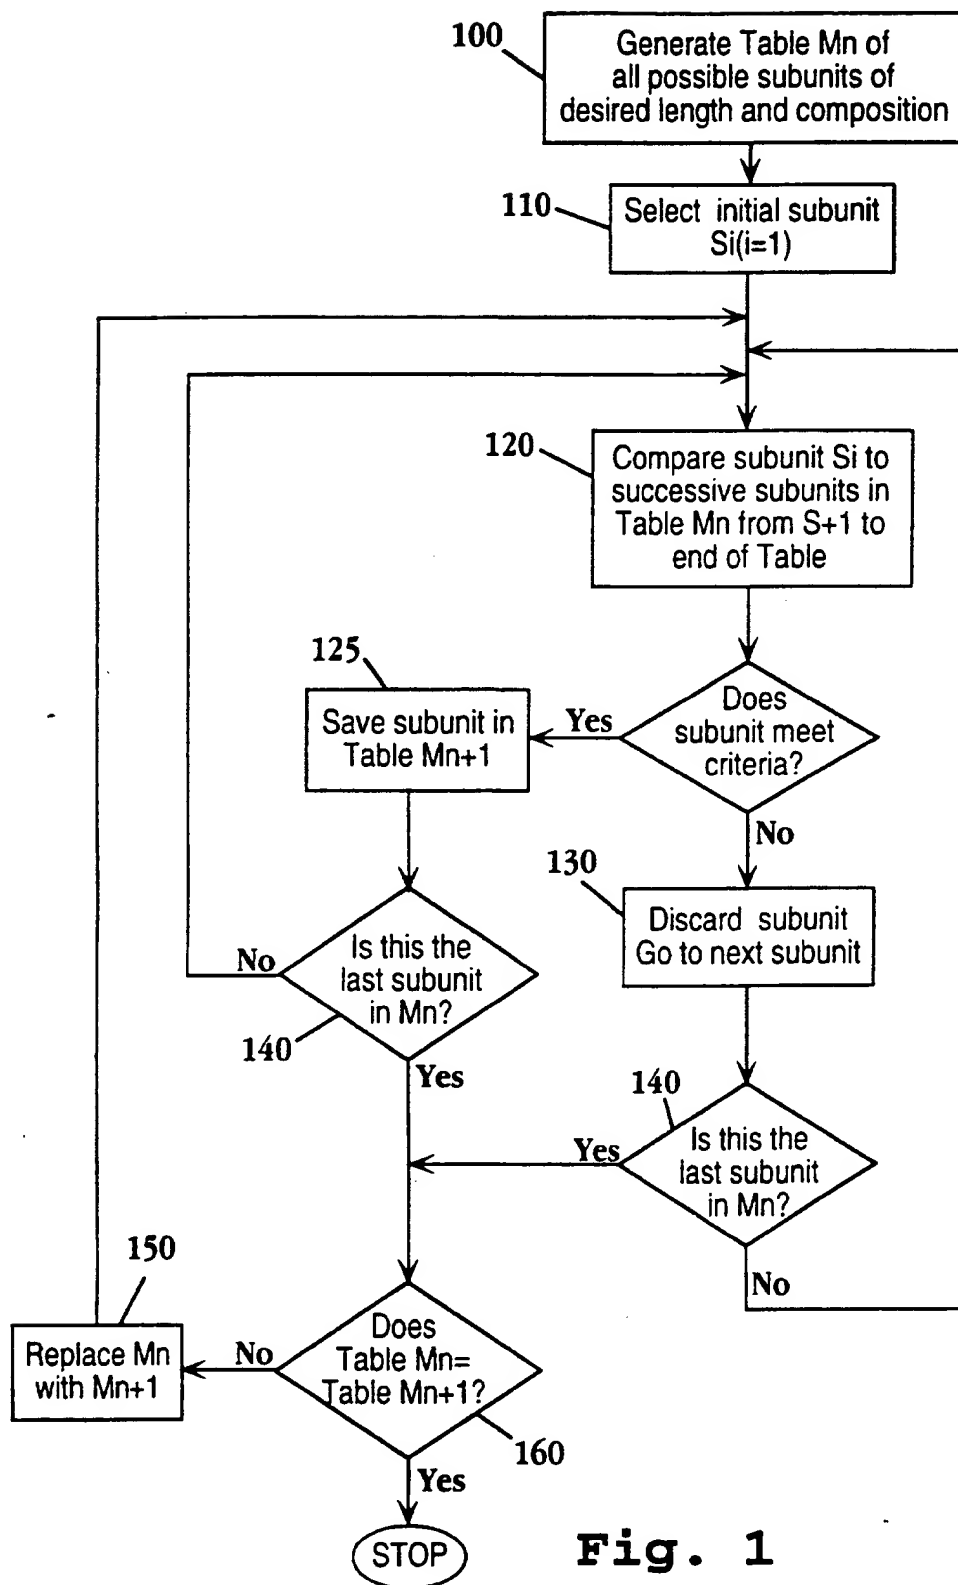 100
Generate Table Mn of
all possible subunits of
desired length and composition
110
Select initial subunit
Si(i=1)
120
Compare subunit Si to
successive subunits in
Table Mn from S+1 to
end of Table
125
Save subunit in
Table Mn+1
Yes
Does
subunit meet
criteria?
No
130
Discard subunit
Go to next subunit
No
Is this the
last subunit
in Mn?
140
Yes
140
Yes
Is this the
last subunit
in Mn?
No
150
Replace Mn
with Mn+1
No
Does
Table Mn=
Table Mn+1?
160
Yes
STOP
Fig. 1